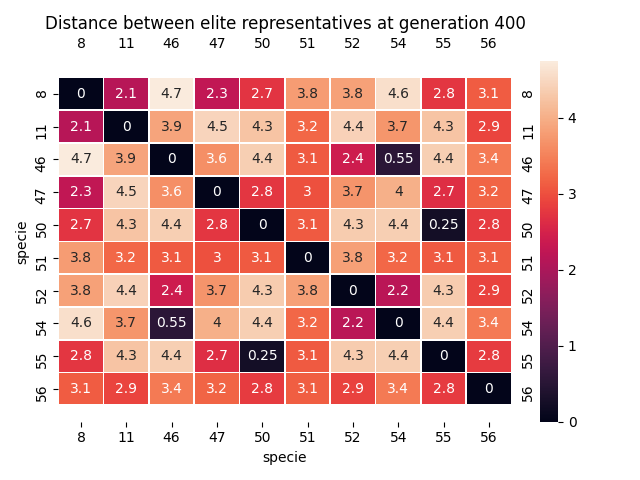 Distance between elite representatives at generation 400
8 11 46 47 50 51 52 54 55 56
8 0 2.1 4.7 2.3 2.7 3.8 3.8 4.6 2.8 3.1 8
11 2.1 0 3.9 4.5 4.3 3.2 4.4 3.7 4.3 2.9 11
46 4.7 3.9 0 3.6 4.4 3.1 2.4 0.55 4.4 3.4 46
47 2.3 4.5 3.6 0 2.8 3 3.7 4 2.7 3.2 47
50 2.7 4.3 4.4 2.8 0 3.1 4.3 4.4 0.25 2.8 50
51 3.8 3.2 3.1 3 3.1 0 3.8 3.2 3.1 3.1 51
52 3.8 4.4 2.4 3.7 4.3 3.8 0 2.2 4.3 2.9 52
54 4.6 3.7 0.55 4 4.4 3.2 2.2 0 4.4 3.4 54
55 2.8 4.3 4.4 2.7 0.25 3.1 4.3 4.4 0 2.8 55
56 3.1 2.9 3.4 3.2 2.8 3.1 2.9 3.4 2.8 0 56
8 11 46 47 50 51 52 54 55 56
specie
specie
4
3
2
1
0